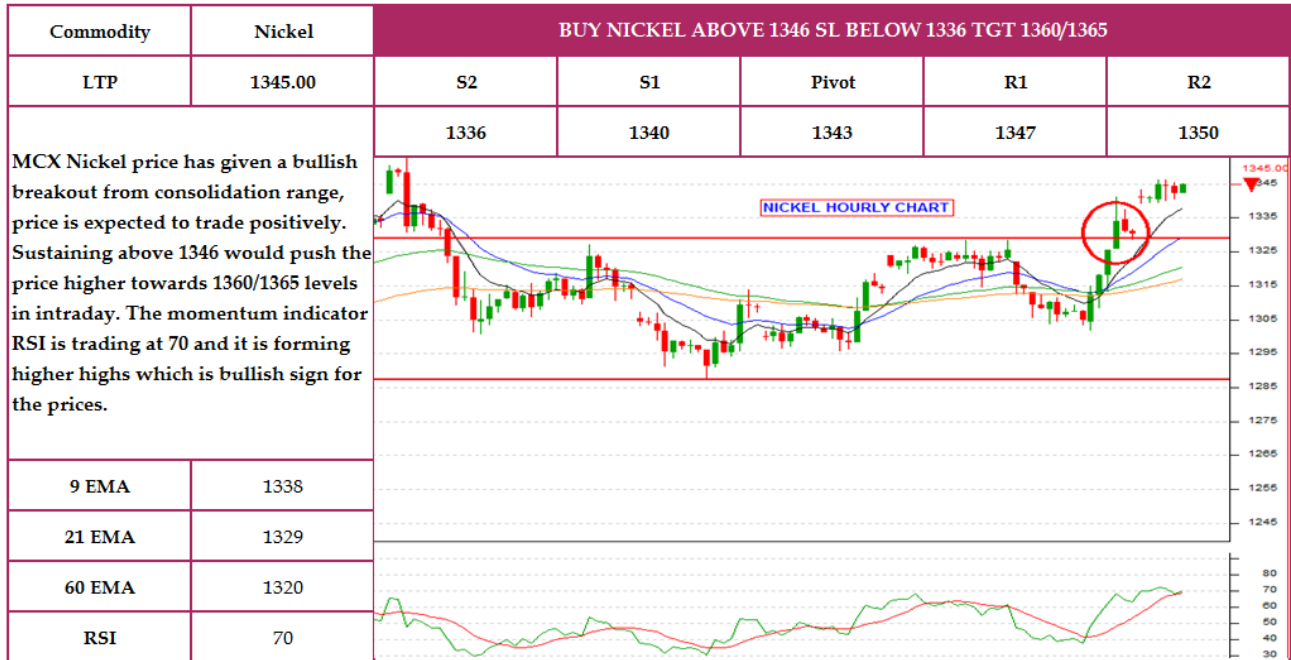 Commodity Nickel BUY NICKEL ABOVE 1346 SL BELOW 1336 TGT 1360/1365
LTP 1345.00 S2 S1 Pivot R1 R2
1336 1340 1343 1347 1350
MCX Nickel price has given a bullish
breakout from consolidation range,
price is expected to trade positively.
Sustaining above 1346 would push the
price higher towards 1360/1365 levels
in intraday. The momentum indicator
RSI is trading at 70 and it is forming
higher highs which is bullish sign for
the prices.
9 EMA 1338
21 EMA 1329
60 EMA 1320
RSI 70
NICKEL HOURLY CHART
1345.00
1345
1335
1325
1315
1305
1295
1285
1275
1265
1255
1245
80
70
60
50
40
30